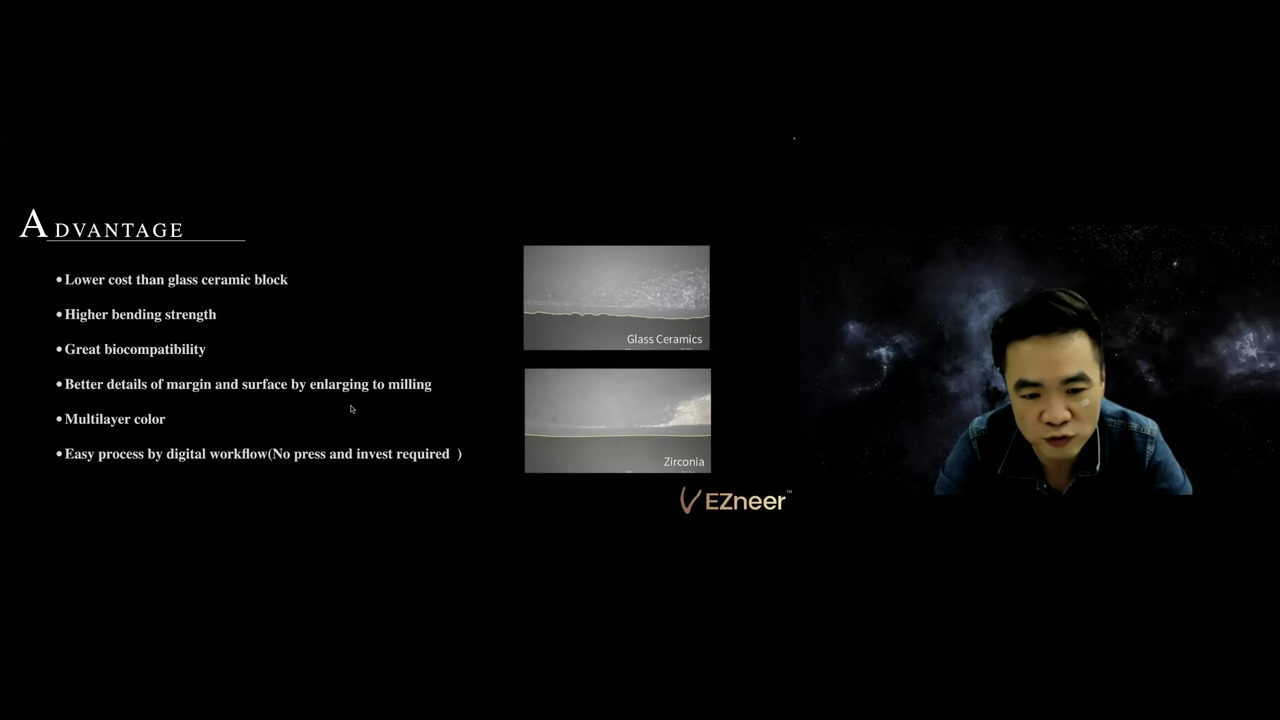 ADVANTAGE
•Lower cost than glass ceramic block
•Higher bending strength
•Great biocompatibility
•Better details of margin and surface by enlarging to milling
•Multilayer color
•Easy process by digital workflow(No press and invest required )
Glass Ceramics
Zirconia
EZneer™